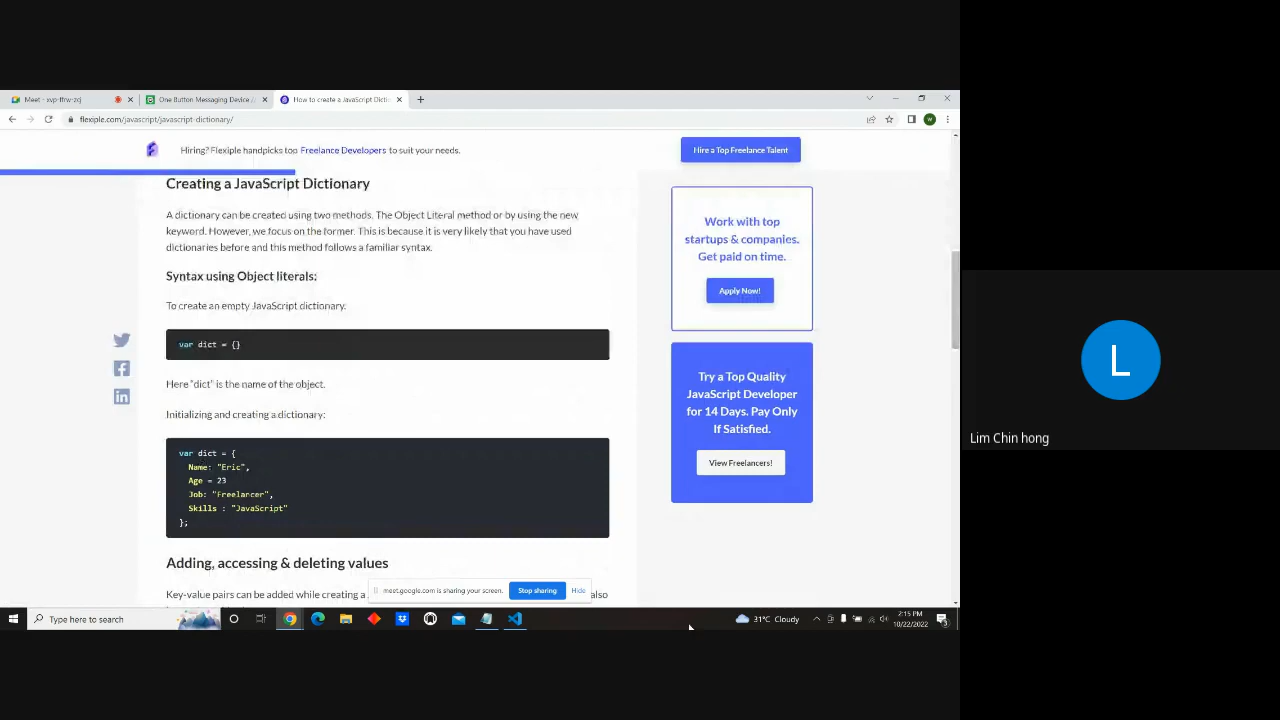 Meet - xvp-ffrw-zcj
One Button Messaging Device /
How to create a JavaScript Dictio
flexiple.com/javascript/javascript-dictionary/
W
Hiring? Flexiple handpicks top Freelance Developers to suit your needs.
Hire a Top Freelance Talent
Creating a JavaScript Dictionary
A dictionary can be created using two methods. The Object Literal method or by using the new
keyword. However, we focus on the former. This is because it is very likely that you have used
dictionaries before and this method follows a familiar syntax.
Syntax using Object literals:
To create an empty JavaScript dictionary.
var dict = {}
Here "dict" is the name of the object.
Initializing and creating a dictionary:
var dict = {
Name: "Eric",
Age = 23
Job: "Freelancer",
Skills : "JavaScript"
};
Adding, accessing & deleting values
Key-value pairs can be added while creating a
also
Work with top
startups & companies.
Get paid on time.
Apply Now!
Try a Top Quality
JavaScript Developer
for 14 Days. Pay Only
If Satisfied.
View Freelancers!
meet.google.com is sharing your screen.
Stop sharing
Hide
Type here to search
31°C Cloudy
2:15 PM
10/22/2022
L
Lim Chin hong